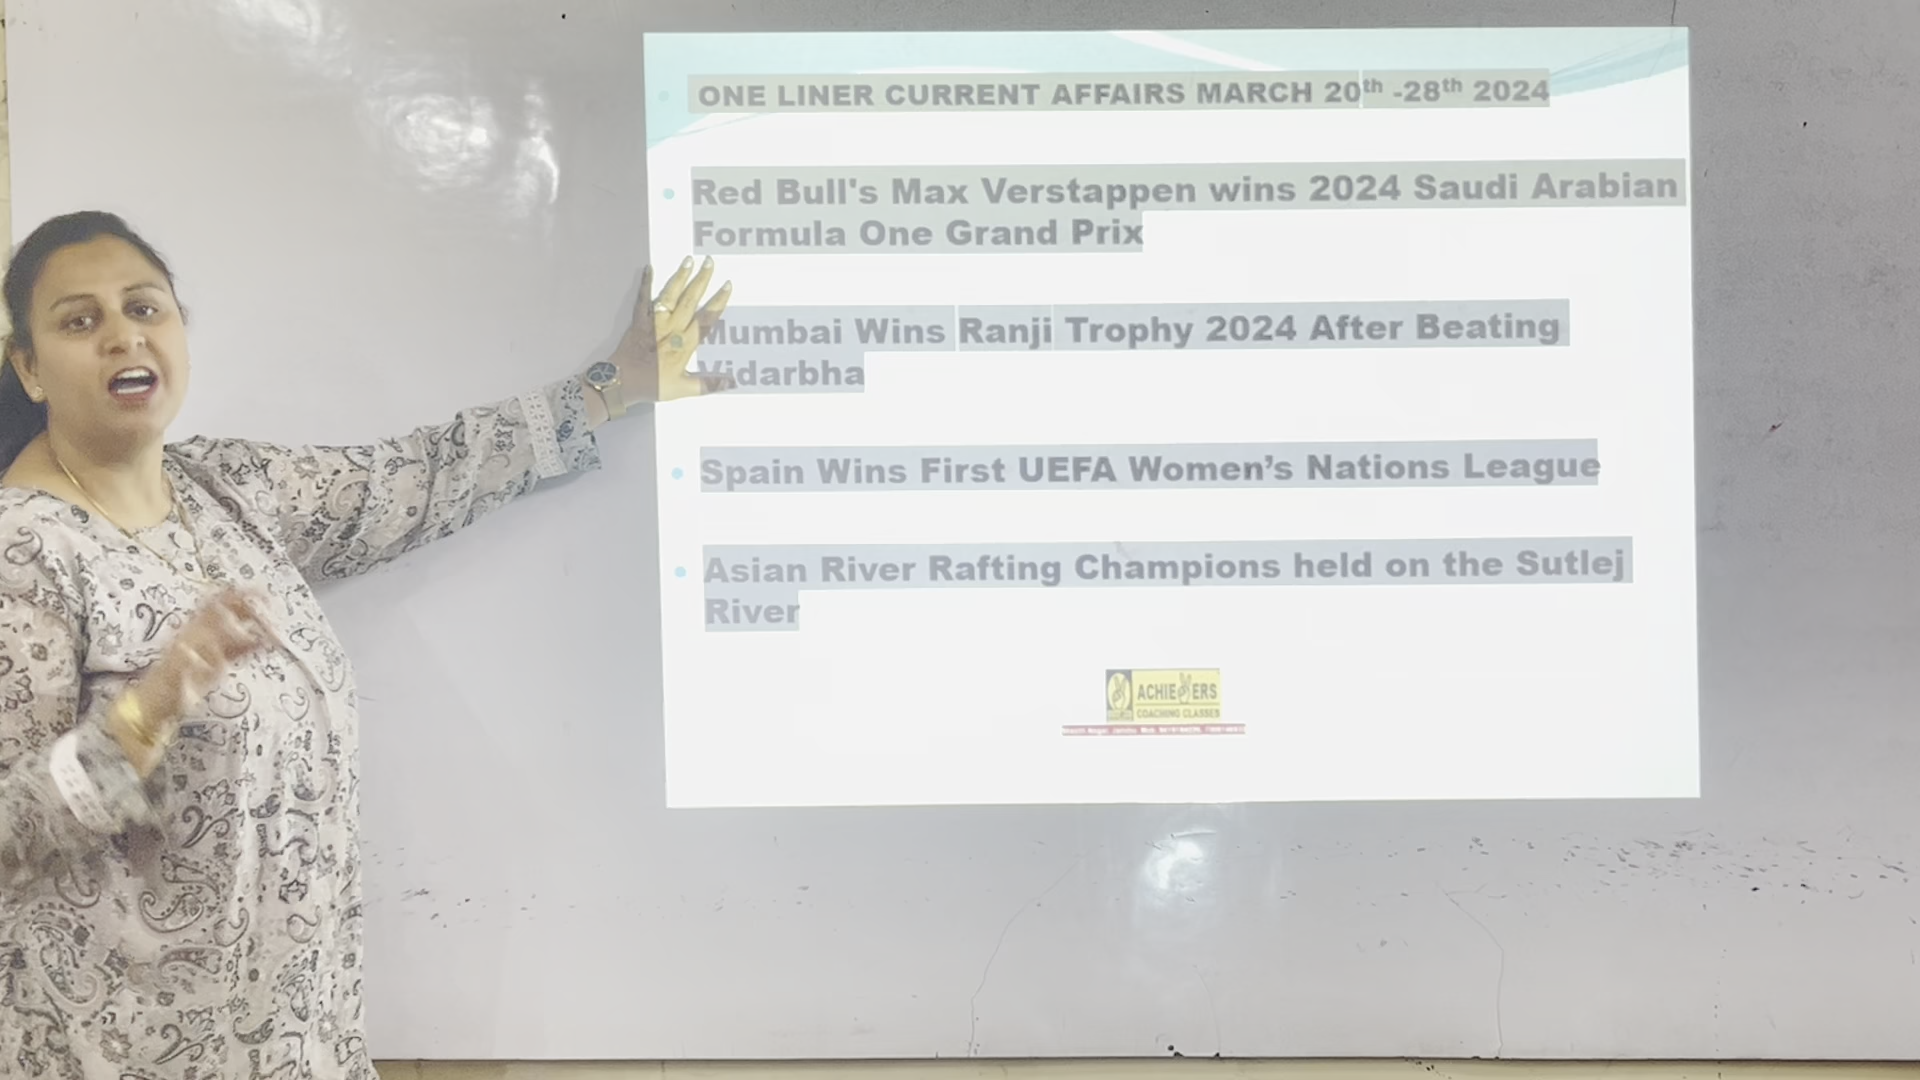 ONE LINER CURRENT AFFAIRS MARCH 20th -28th 2024
Red Bull's Max Verstappen wins 2024 Saudi Arabian
Formula One Grand Prix
Mumbai Wins Ranji Trophy 2024 After Beating
Vidarbha
Spain Wins First UEFA Women’s Nations League
Asian River Rafting Champions held on the Sutlej
River
ACHIEVERS
COACHING CLASSES